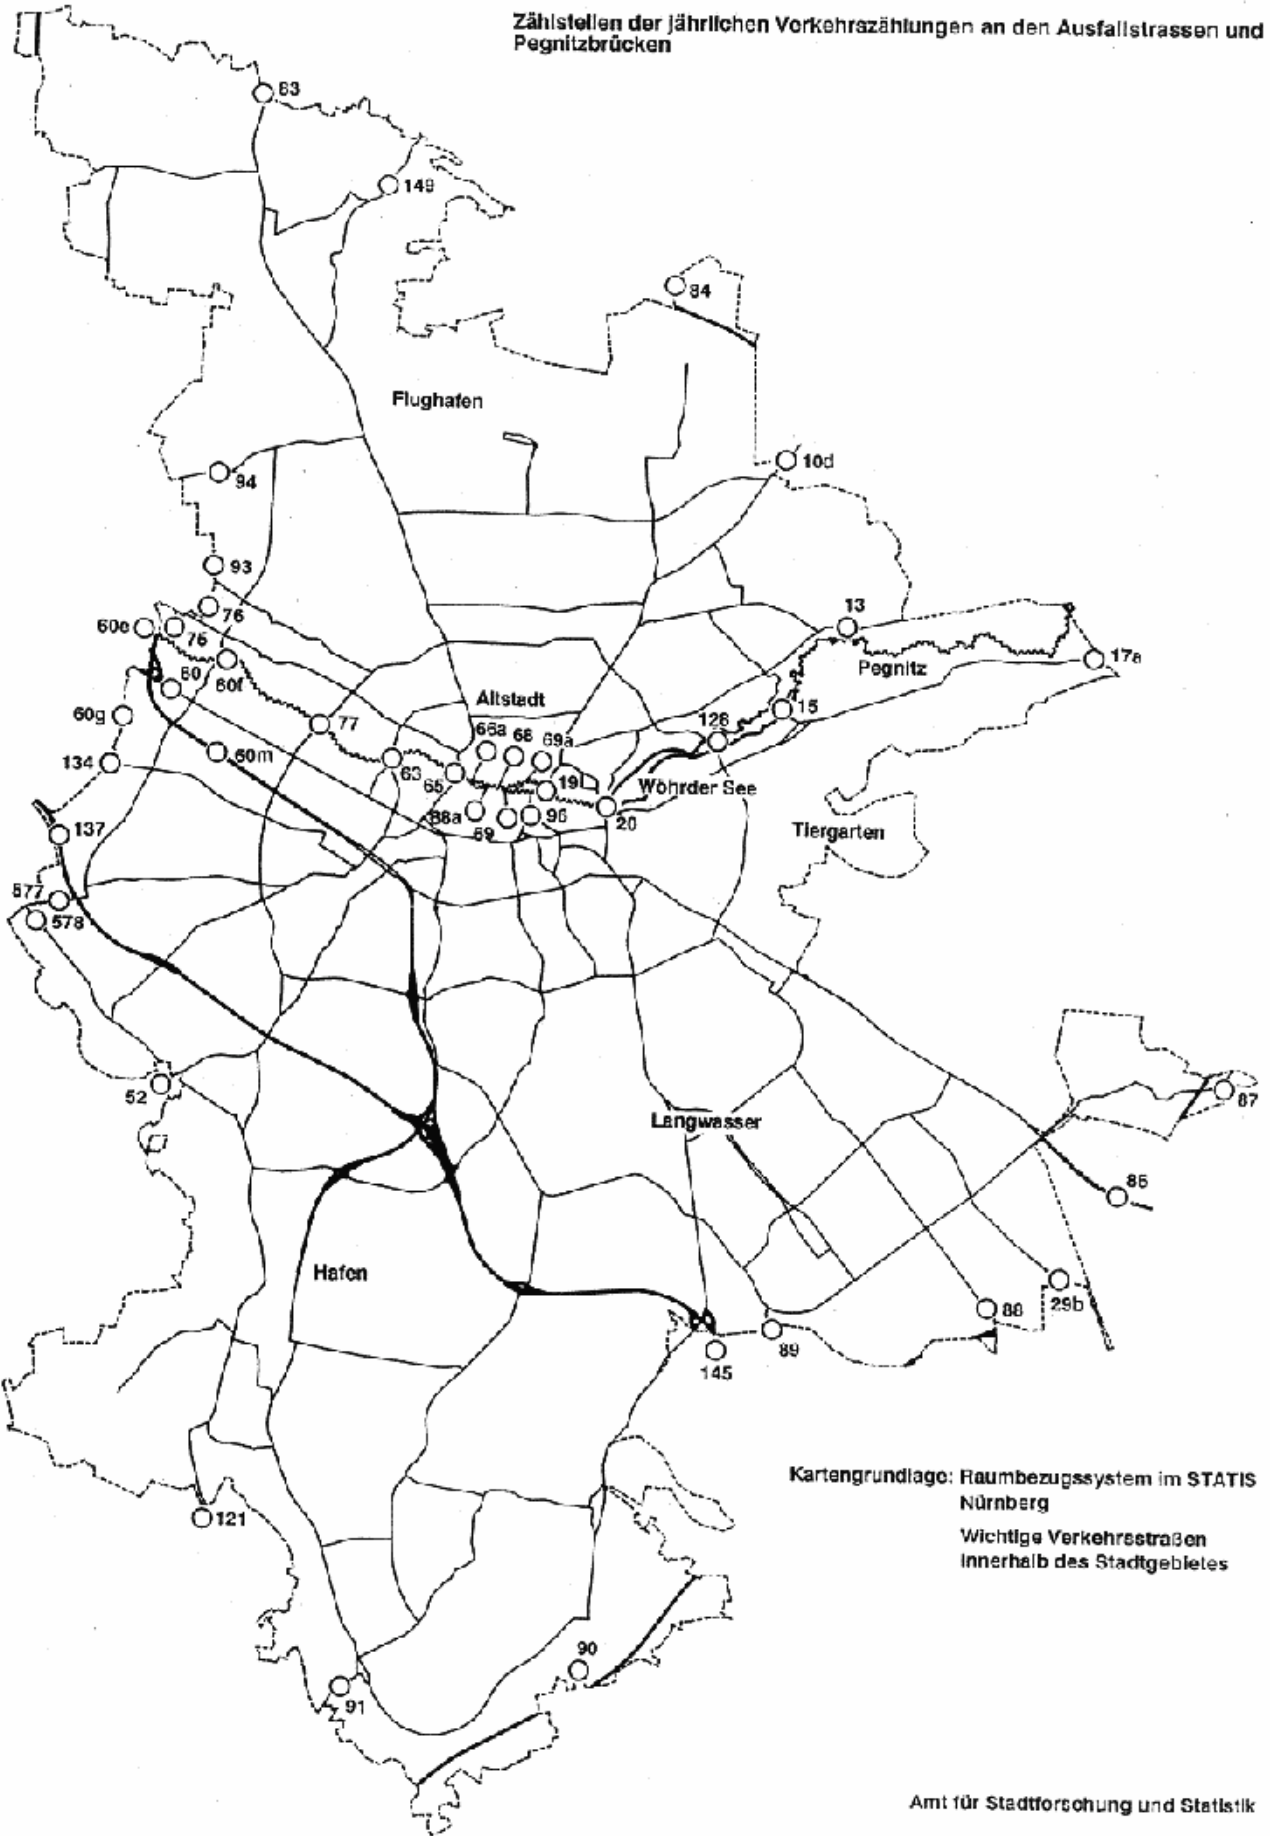 Zählstellen der jährlichen Verkehrszählungen an den Ausfallstrassen und
Pegnitzbrücken
83
149
84
Flughafen
10d
94
93
76
60e
75
13
60f
60
Pegnitz
17a
Altstadt
60g
77
15
128
66a
68
69a
134
60m
63
65
19
Wöhrder See
88a
69
96
20
137
Tiergarten
577
578
52
87
Langwasser
86
Hafen
88
29b
89
145
Kartengrundlage: Raumbezugssystem im STATIS
Nürnberg
121
Wichtige Verkehrsstraßen
innerhalb des Stadtgebietes
90
91
Amt für Stadtforschung und Statistik